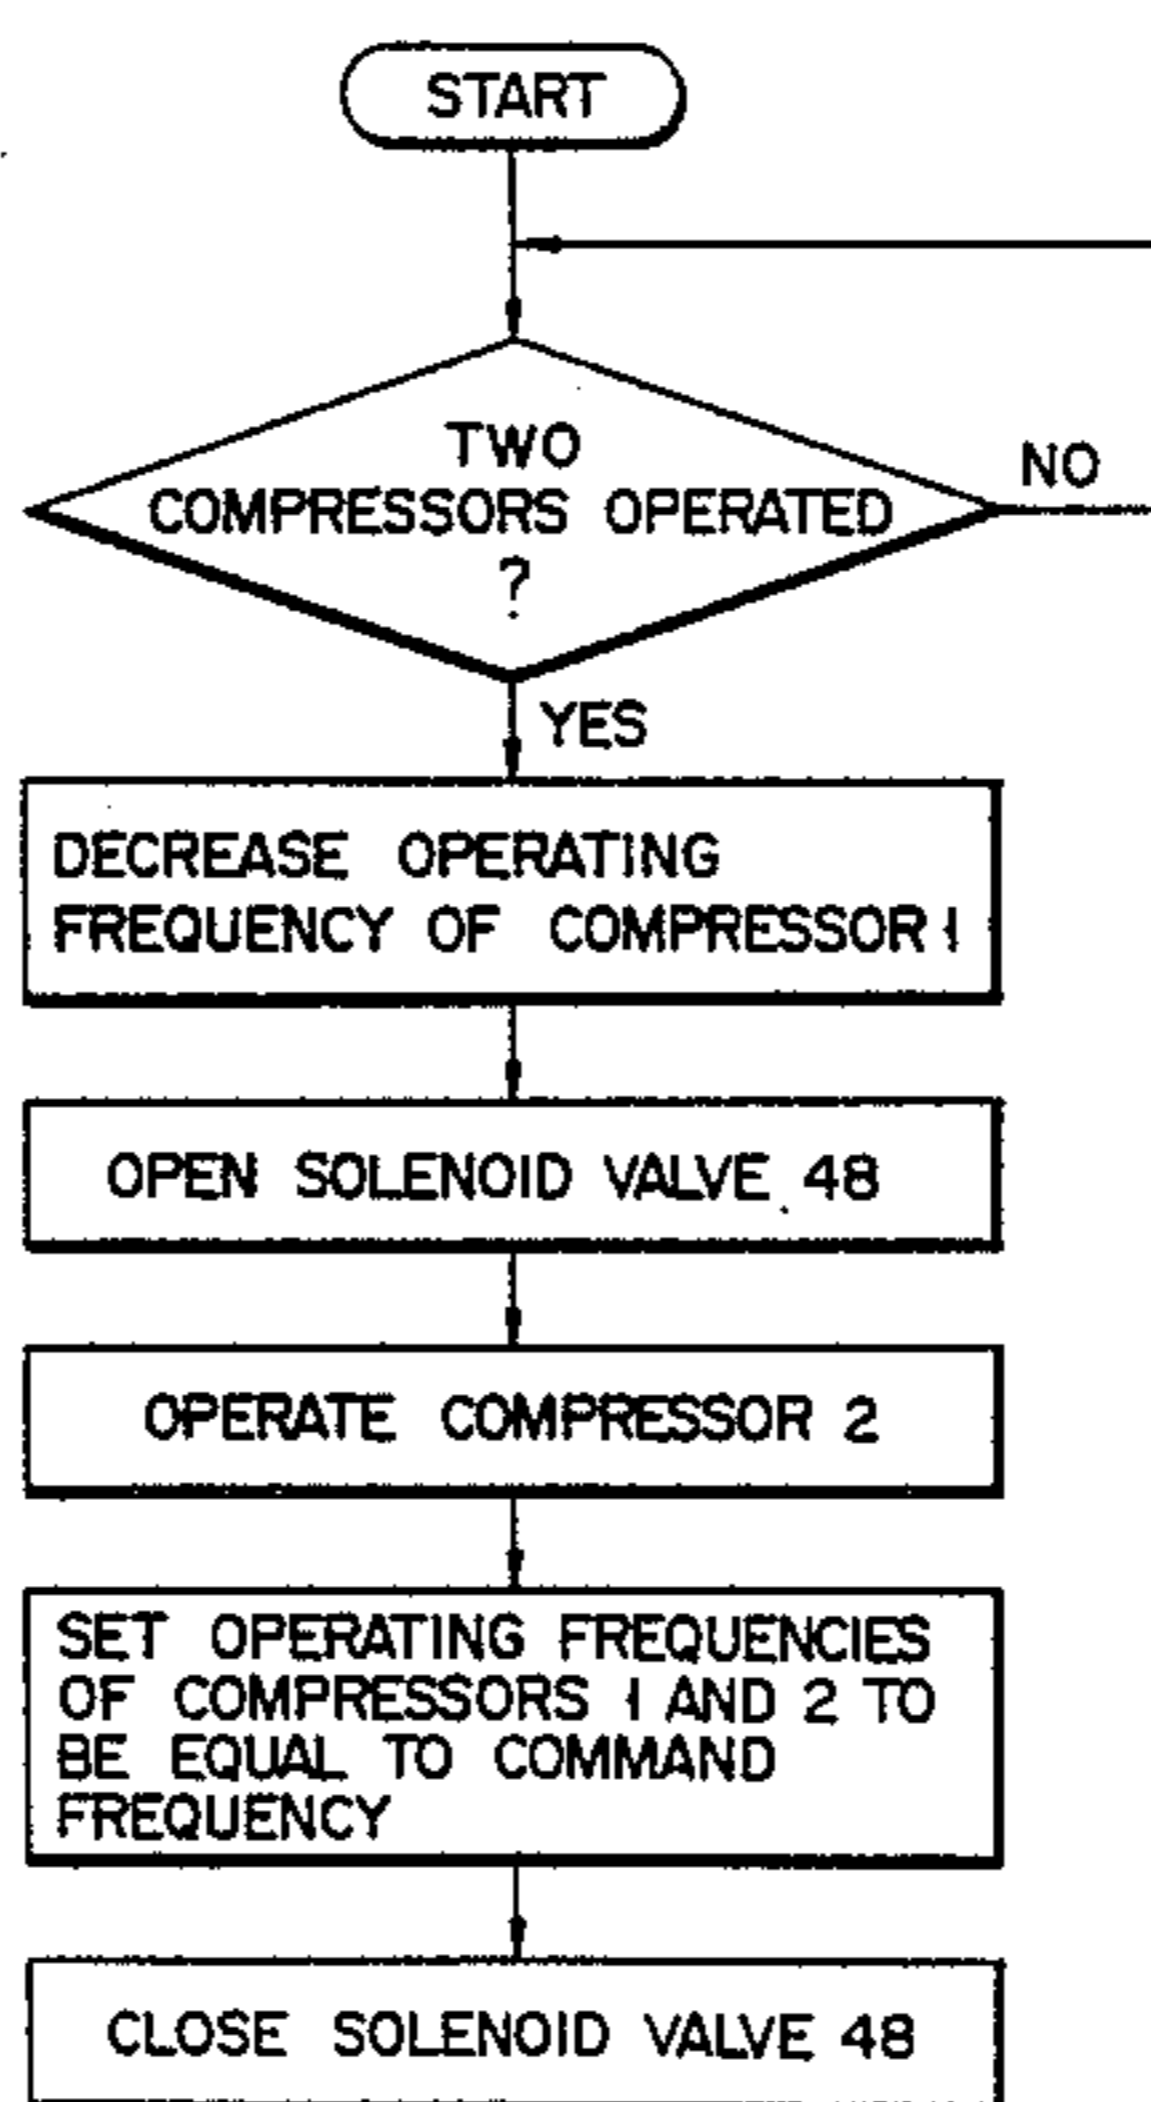 START
TWO
COMPRESSORS OPERATED
?
NO
YES
DECREASE OPERATING
FREQUENCY OF COMPRESSOR 1
OPEN SOLENOID VALVE 48
OPERATE COMPRESSOR 2
SET OPERATING FREQUENCIES
OF COMPRESSORS 1 AND 2 TO
BE EQUAL TO COMMAND
FREQUENCY
CLOSE SOLENOID VALVE 48